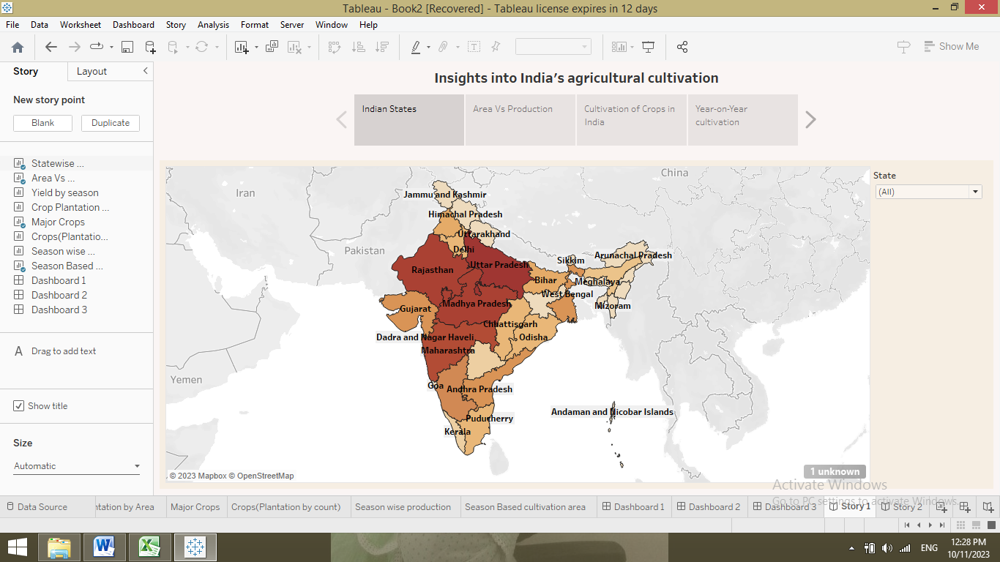 Tableau - Book2 [Recovered] - Tableau license expires in 12 days
File Data Worksheet Dashboard Story Analysis Format Server Window Help
Show Me
Story Layout
New story point
Blank Duplicate
Statewise ...
Area Vs ...
Yield by season
Crop Plantation ...
Major Crops
Crops(Plantatio...
Season wise ...
Season Based ...
Dashboard 1
Dashboard 2
Dashboard 3
A Drag to add text
Show title
Size
Automatic
Insights into India's agricultural cultivation
Indian States
Area Vs Production
Cultivation of Crops in
India
Year-on-Year
cultivation
State
(All)
China
Iran
Jammu and Kashmir
Himachal Pradesh
Uttarakhand
Pakistan
Delhi
Arunachal Pradesh
Sikkim
Uttar Pradesh
Rajasthan
Bihar
Meghalaya
West Bengal
Madhya Pradesh
Mizoram
Gujarat
Chhattisgarh
Dadra and Nagar Haveli
Odisha
Maharashtra
Yemen
Goa
Andhra Pradesh
Andaman and Nicobar Islands
Puducherry
Kerala
© 2023 Mapbox © OpenStreetMap
1 unknown
Activate Windows
Go to PC settings to activate Windows.
Data Source ntation by Area Major Crops Crops(Plantation by count) Season wise production Season Based cultivation area Dashboard 1 Dashboard 2 Dashboard 3 Story 1 Story 2
ENG
12:28 PM
10/11/2023